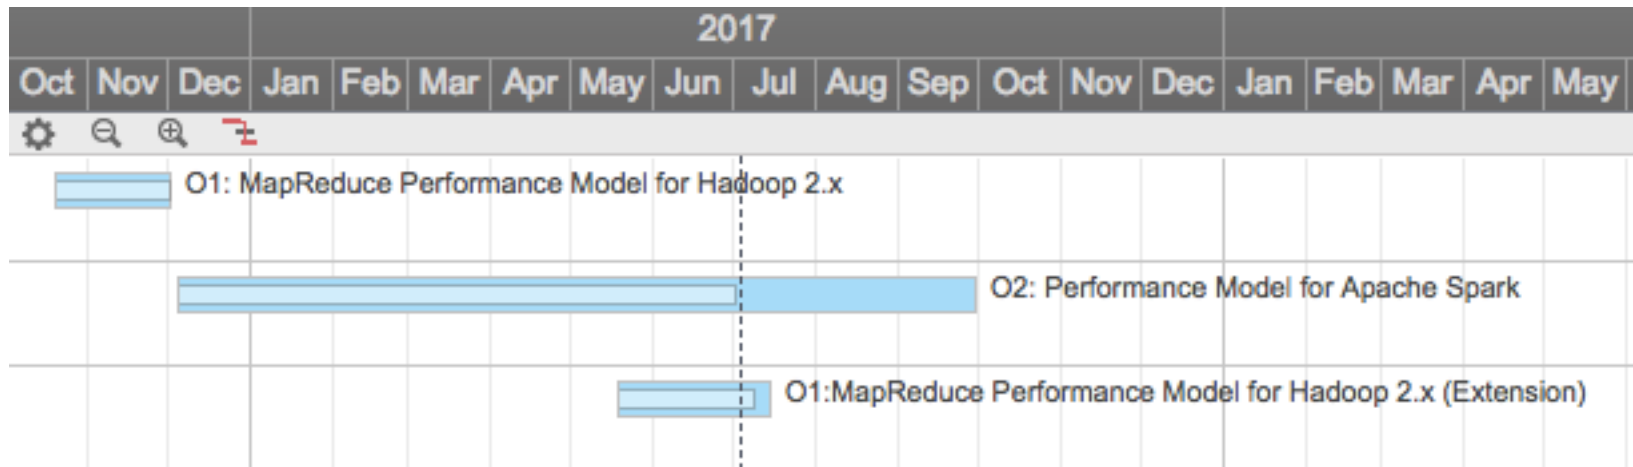 2017
Oct Nov Dec Jan Feb Mar Apr May Jun Jul Aug Sep Oct Nov Dec Jan Feb Mar Apr May
O1: MapReduce Performance Model for Hadoop 2.x
O2: Performance Model for Apache Spark
O1:MapReduce Performance Model for Hadoop 2.x (Extension)